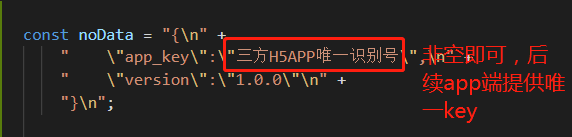 const noData = "{\n" +
"    \"app_key\":\"三方H5APP唯一识别号\",\n" +
"    \"version\":\"1.0.0\"\n" +
"}\n";
非空即可，后
续app端提供唯
一key